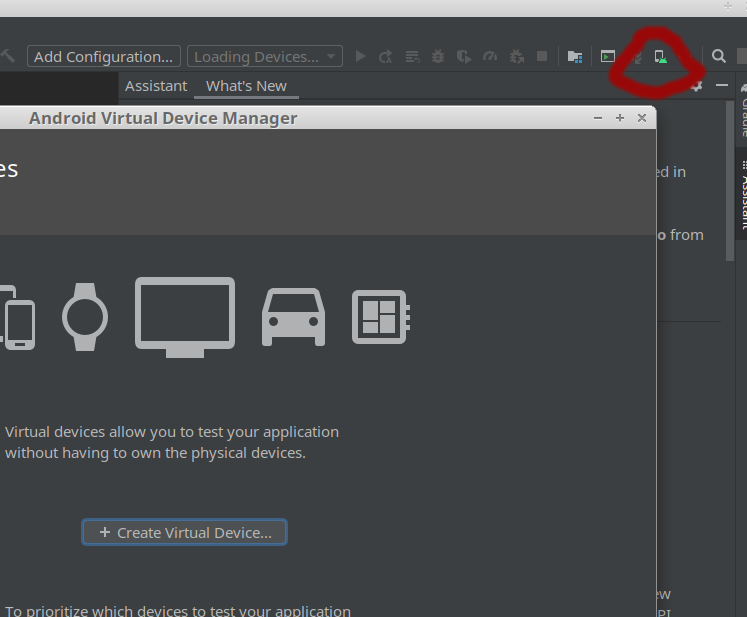 Add Configuration...
Loading Devices...
Assistant
What's New
Gradle
Android Virtual Device Manager
es
ed in
Assistant
o from
Virtual devices allow you to test your application
without having to own the physical devices.
+ Create Virtual Device...
ew
To prioritize which devices to test your application
PI